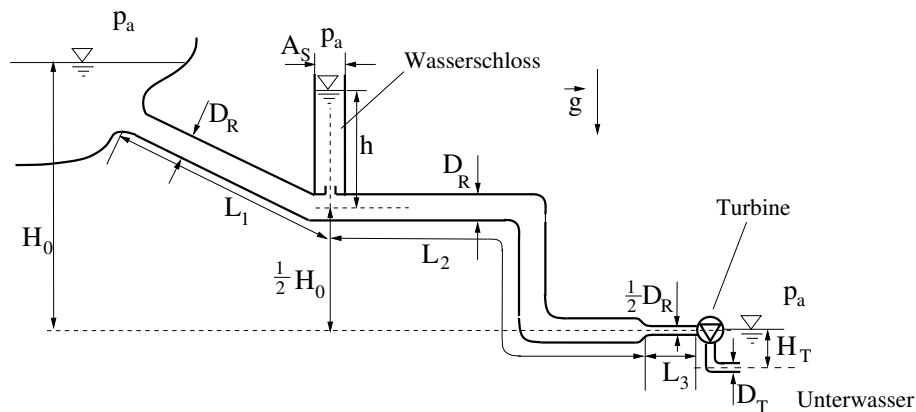 p_a
A_S
p_a
Wasserschloss
D_R
g
h
D_R
L_1
Turbine
H_0
L_2
1/2 H_0
1/2 D_R
p_a
H_T
L_3
D_T
Unterwasser